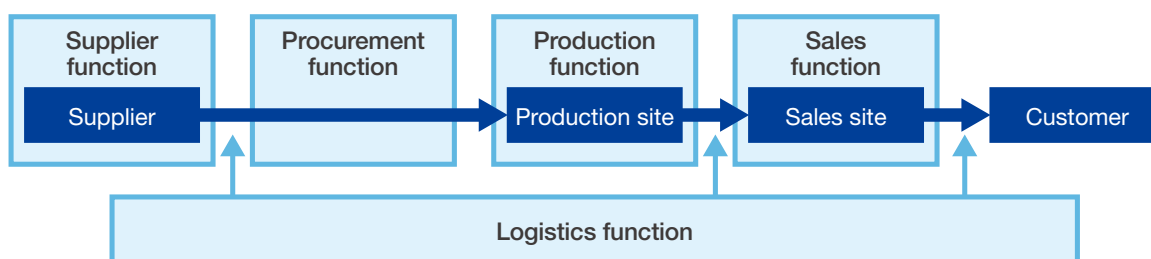 Supplier
function
Procurement
function
Production
function
Sales
function
Supplier
Production site
Sales site
Customer
Logistics function